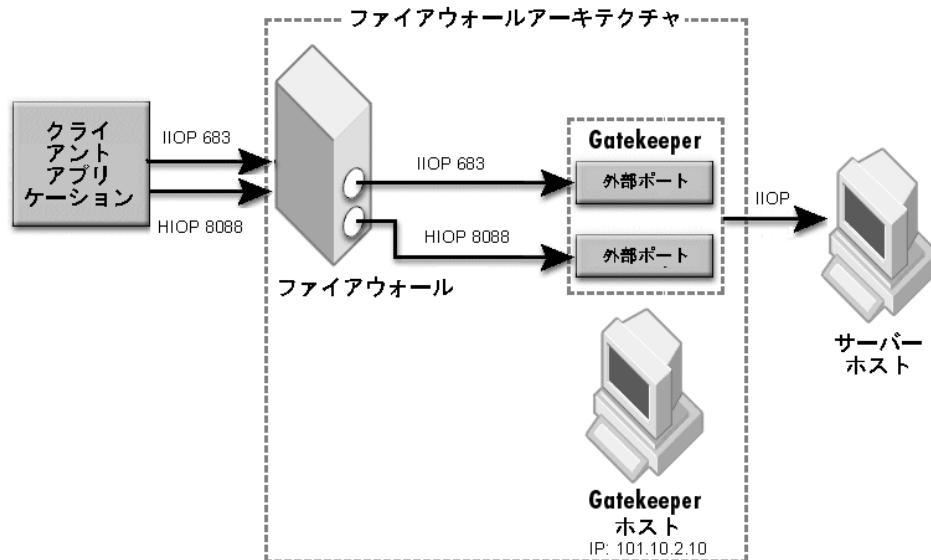 ファイアウォールアーキテクチャ
クライ
アント
アプリ
ケーション
IIOP 683
HIOP 8088
ファイアウォール
IIOP 683
HIOP 8088
Gatekeeper
外部ポート
外部ポート
IIOP
サーバー
ホスト
Gatekeeper
ホスト
IP: 101.10.2.10